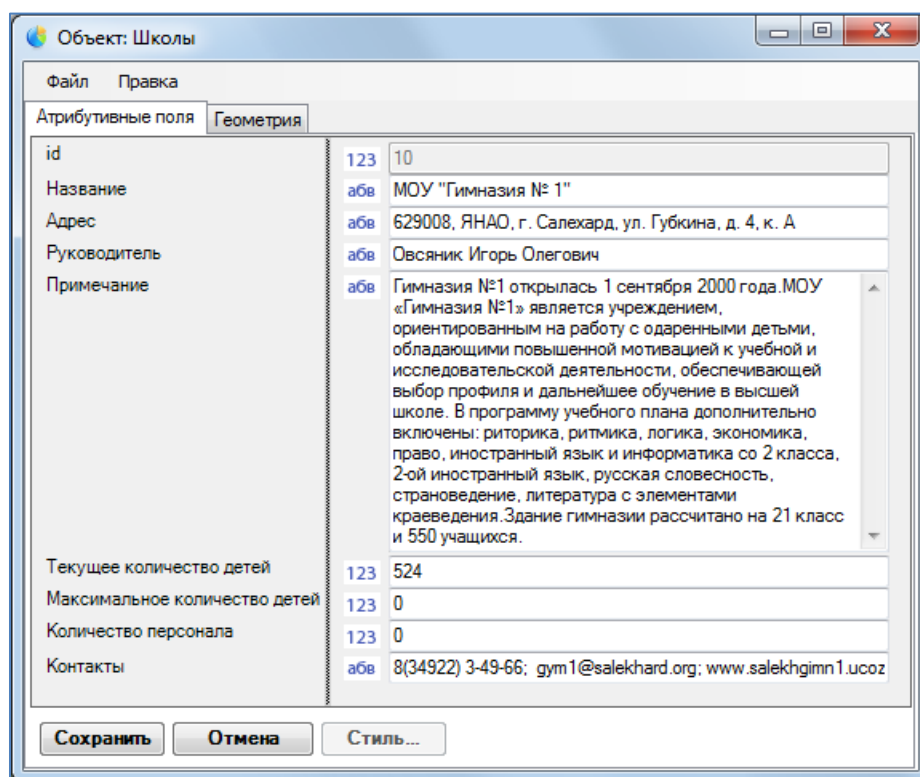 Объект: Школы
Файл Правка
Атрибутивные поля Геометрия
id 123 10
Название абв МОУ "Гимназия № 1"
Адрес абв 629008, ЯНАО, г. Салехард, ул. Губкина, д. 4, к. А
Руководитель абв Овсяник Игорь Олегович
Примечание абв Гимназия №1 открылась 1 сентября 2000 года.МОУ
«Гимназия №1» является учреждением,
ориентированным на работу с одаренными детьми,
обладающими повышенной мотивацией к учебной и
исследовательской деятельности, обеспечивающей
выбор профиля и дальнейшее обучение в высшей
школе. В программу учебного плана дополнительно
включены: риторика, ритмика, логика, экономика,
право, иностранный язык и информатика со 2 класса,
2-ой иностранный язык, русская словесность,
страноведение, литература с элементами
краеведения.Здание гимназии рассчитано на 21 класс
и 550 учащихся.
Текущее количество детей 123 524
Максимальное количество детей 123 0
Количество персонала 123 0
Контакты абв 8(34922) 3-49-66; gym1@salekhard.org; www.salekhgimn1.ucoz
Сохранить Отмена Стиль...